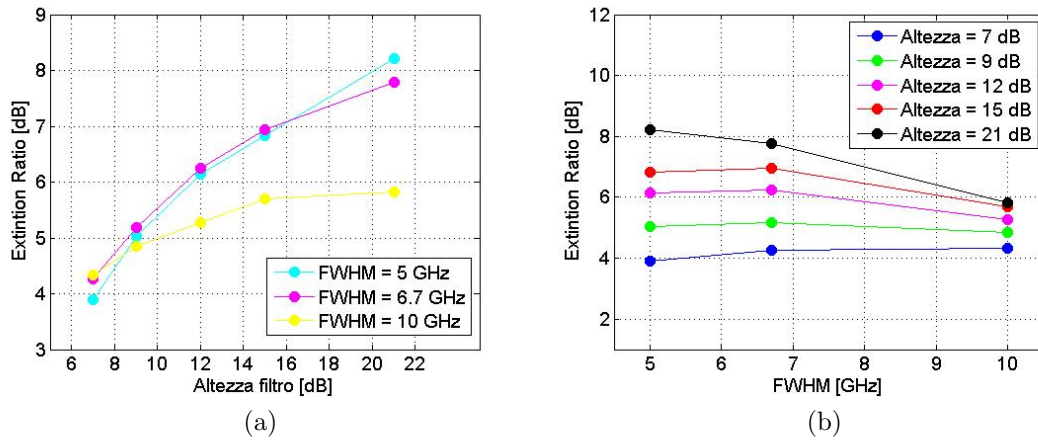 9
8
7
6
5
4
3
6 8 10 12 14 16 18 20 22
Extintion Ratio [dB]
Altezza filtro [dB]
FWHM = 5 GHz
FWHM = 6.7 GHz
FWHM = 10 GHz
(a)
12
10
8
6
4
2
5 6 7 8 9 10
Extintion Ratio [dB]
FWHM [GHz]
Altezza = 7 dB
Altezza = 9 dB
Altezza = 12 dB
Altezza = 15 dB
Altezza = 21 dB
(b)